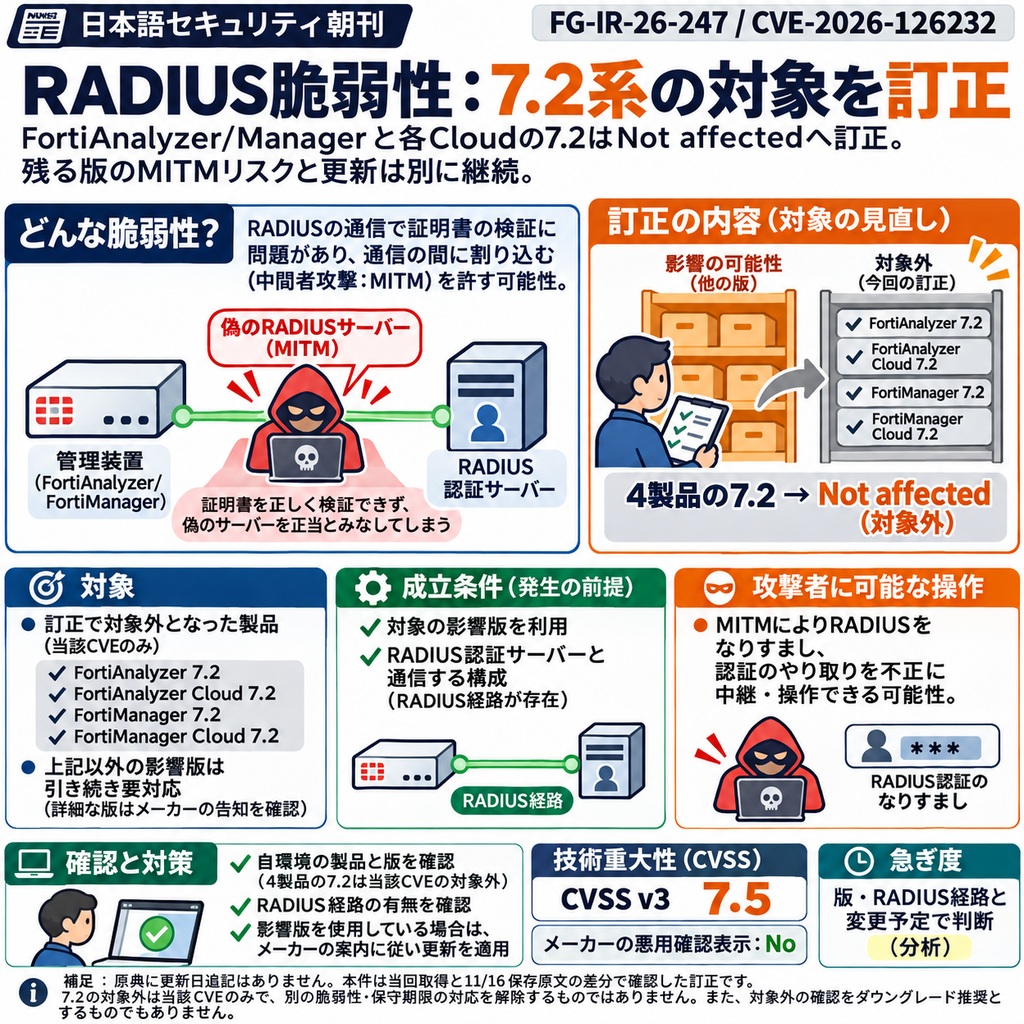 NEWS
日本語セキュリティ朝刊
FG-IR-26-247 / CVE-2026-126232
RADIUS脆弱性：7.2系の対象を訂正
FortiAnalyzer/Managerと各Cloudの7.2はNot affectedへ訂正。
残る版のMITMリスクと更新は別に継続。
どんな脆弱性？
RADIUSの通信で証明書の検証に
問題があり、通信の間に割り込む
（中間者攻撃：MITM）を許す可能性。
偽のRADIUSサーバー
（MITM）
管理装置
（FortiAnalyzer/
FortiManager）
RADIUS
認証サーバー
証明書を正しく検証できず、
偽のサーバーを正当とみなしてしまう
訂正の内容（対象の見直し）
影響の可能性
（他の版）
対象外
（今回の訂正）
✓ FortiAnalyzer 7.2
✓ FortiAnalyzer
Cloud 7.2
✓ FortiManager 7.2
✓ FortiManager
Cloud 7.2
4製品の7.2 → Not affected
（対象外）
対象
● 訂正で対象外となった製品
（当該CVEのみ）
✓ FortiAnalyzer 7.2
✓ FortiAnalyzer Cloud 7.2
✓ FortiManager 7.2
✓ FortiManager Cloud 7.2
● 上記以外の影響版は
引き続き要対応
（詳細な版はメーカーの告知を確認）
成立条件（発生の前提）
✓ 対象の影響版を利用
✓ RADIUS認証サーバーと
通信する構成
（RADIUS経路が存在）
RADIUS経路
攻撃者に可能な操作
● MITMによりRADIUSを
なりすまし、
認証のやり取りを不正に
中継・操作できる可能性。
***
RADIUS認証の
なりすまし
確認と対策
✓ 自環境の製品と版を確認
（4製品の7.2は当該CVEの対象外）
✓ RADIUS経路の有無を確認
✓ 影響版を使用している場合は、
メーカーの案内に従い更新を適用
技術重大性（CVSS）
CVSS v3 7.5
メーカーの悪用確認表示：No
急ぎ度
版・RADIUS経路と
変更予定で判断
（分析）
補足：原典に更新日追記はありません。本件は当回取得と11/16保存原文の差分で確認した訂正です。
7.2の対象外は当該CVEのみで、別の脆弱性・保守期限の対応を解除するものではありません。また、対象外の確認をダウングレード推奨と
するものでもありません。